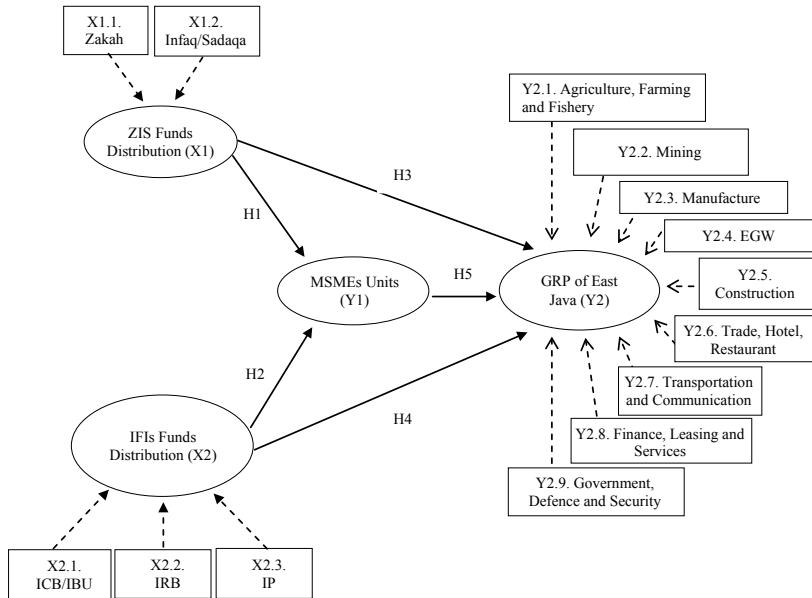 X1.1.
Zakah
X1.2.
Infaq/Sadaqa
ZIS Funds
Distribution (X1)
H3
H1
MSMEs Units
(Y1)
H5
GRP of East
Java (Y2)
H2
H4
IFIs Funds
Distribution (X2)
X2.1.
ICB/IBU
X2.2.
IRB
X2.3.
IP
Y2.1. Agriculture, Farming
and Fishery
Y2.2. Mining
Y2.3. Manufacture
Y2.4. EGW
Y2.5.
Construction
Y2.6. Trade, Hotel,
Restaurant
Y2.7. Transportation
and Communication
Y2.8. Finance, Leasing and
Services
Y2.9. Government,
Defence and Security